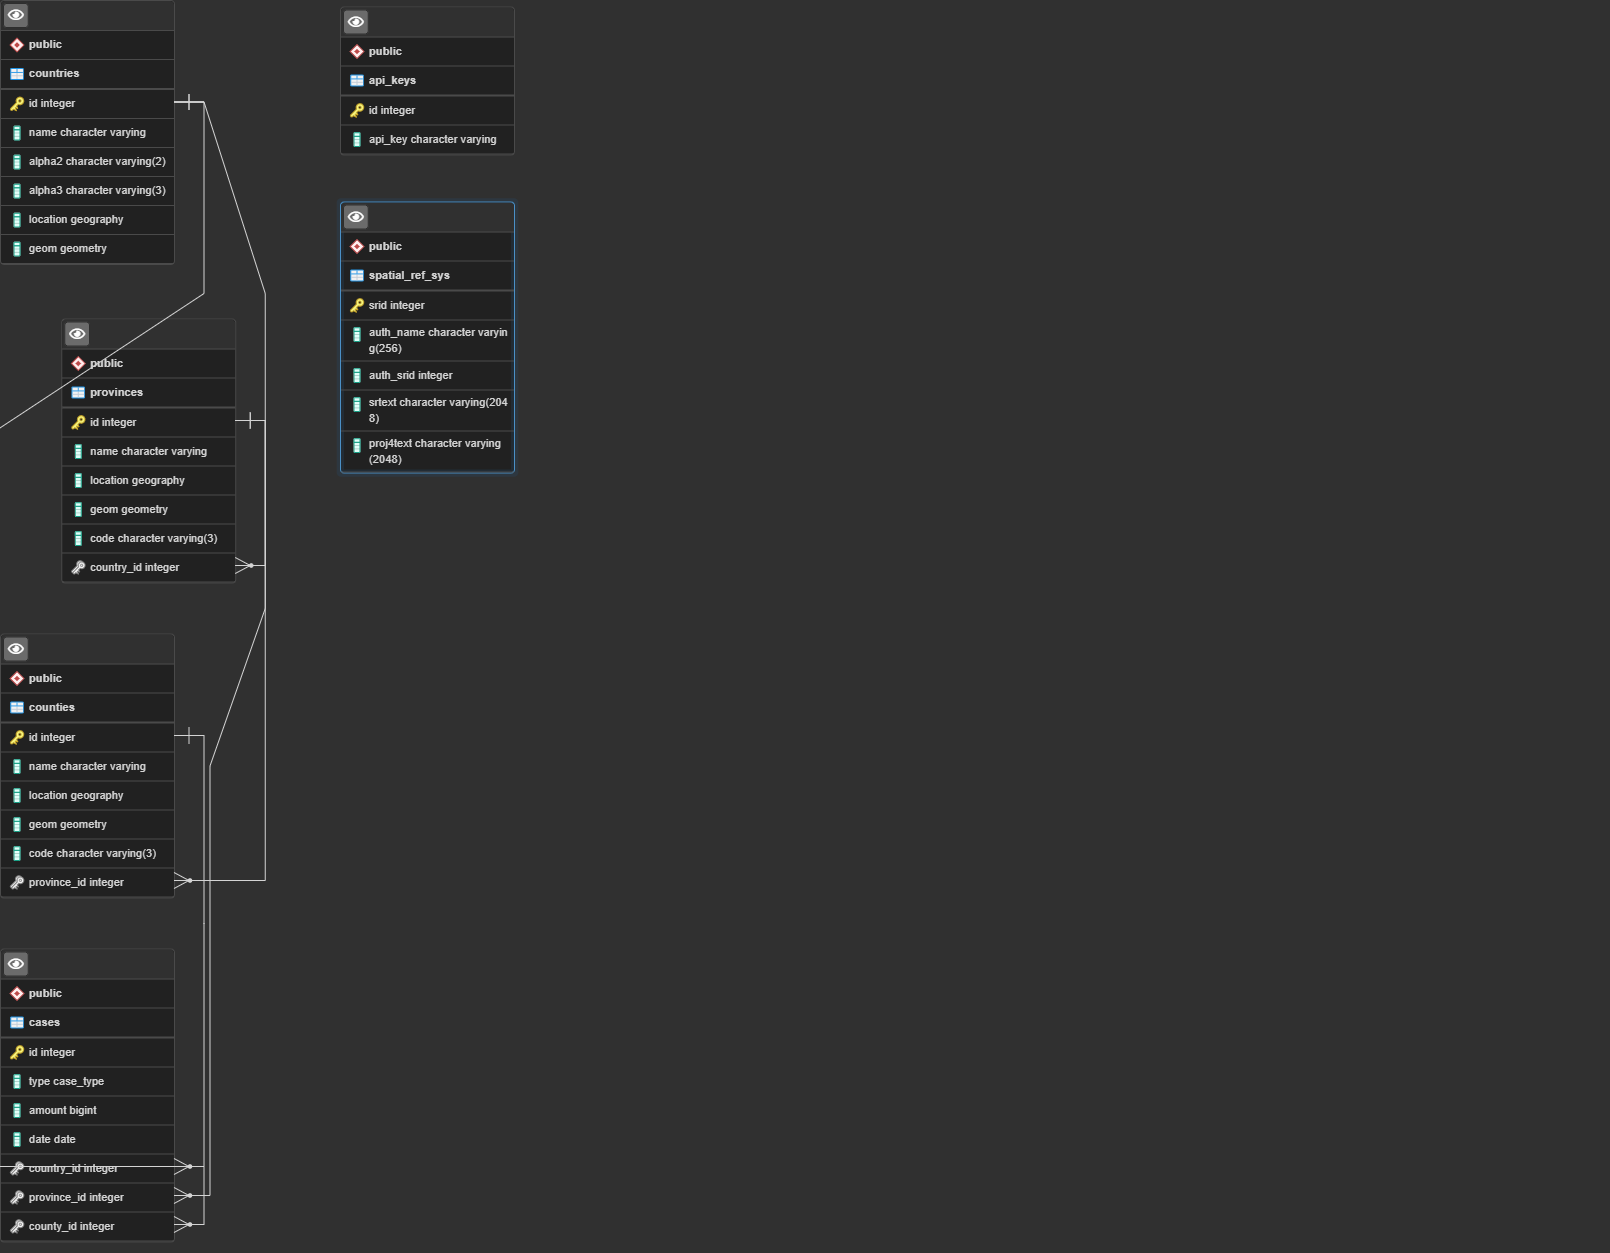 public
countries
id integer
name character varying
alpha2 character varying(2)
alpha3 character varying(3)
location geography
geom geometry
public
provinces
id integer
name character varying
location geography
geom geometry
code character varying(3)
country_id integer
public
counties
id integer
name character varying
location geography
geom geometry
code character varying(3)
province_id integer
public
cases
id integer
type case_type
amount bigint
date date
country_id integer
province_id integer
county_id integer
public
api_keys
id integer
api_key character varying
public
spatial_ref_sys
srid integer
auth_name character varyin
g(256)
auth_srid integer
srtext character varying(204
8)
proj4text character varying
(2048)